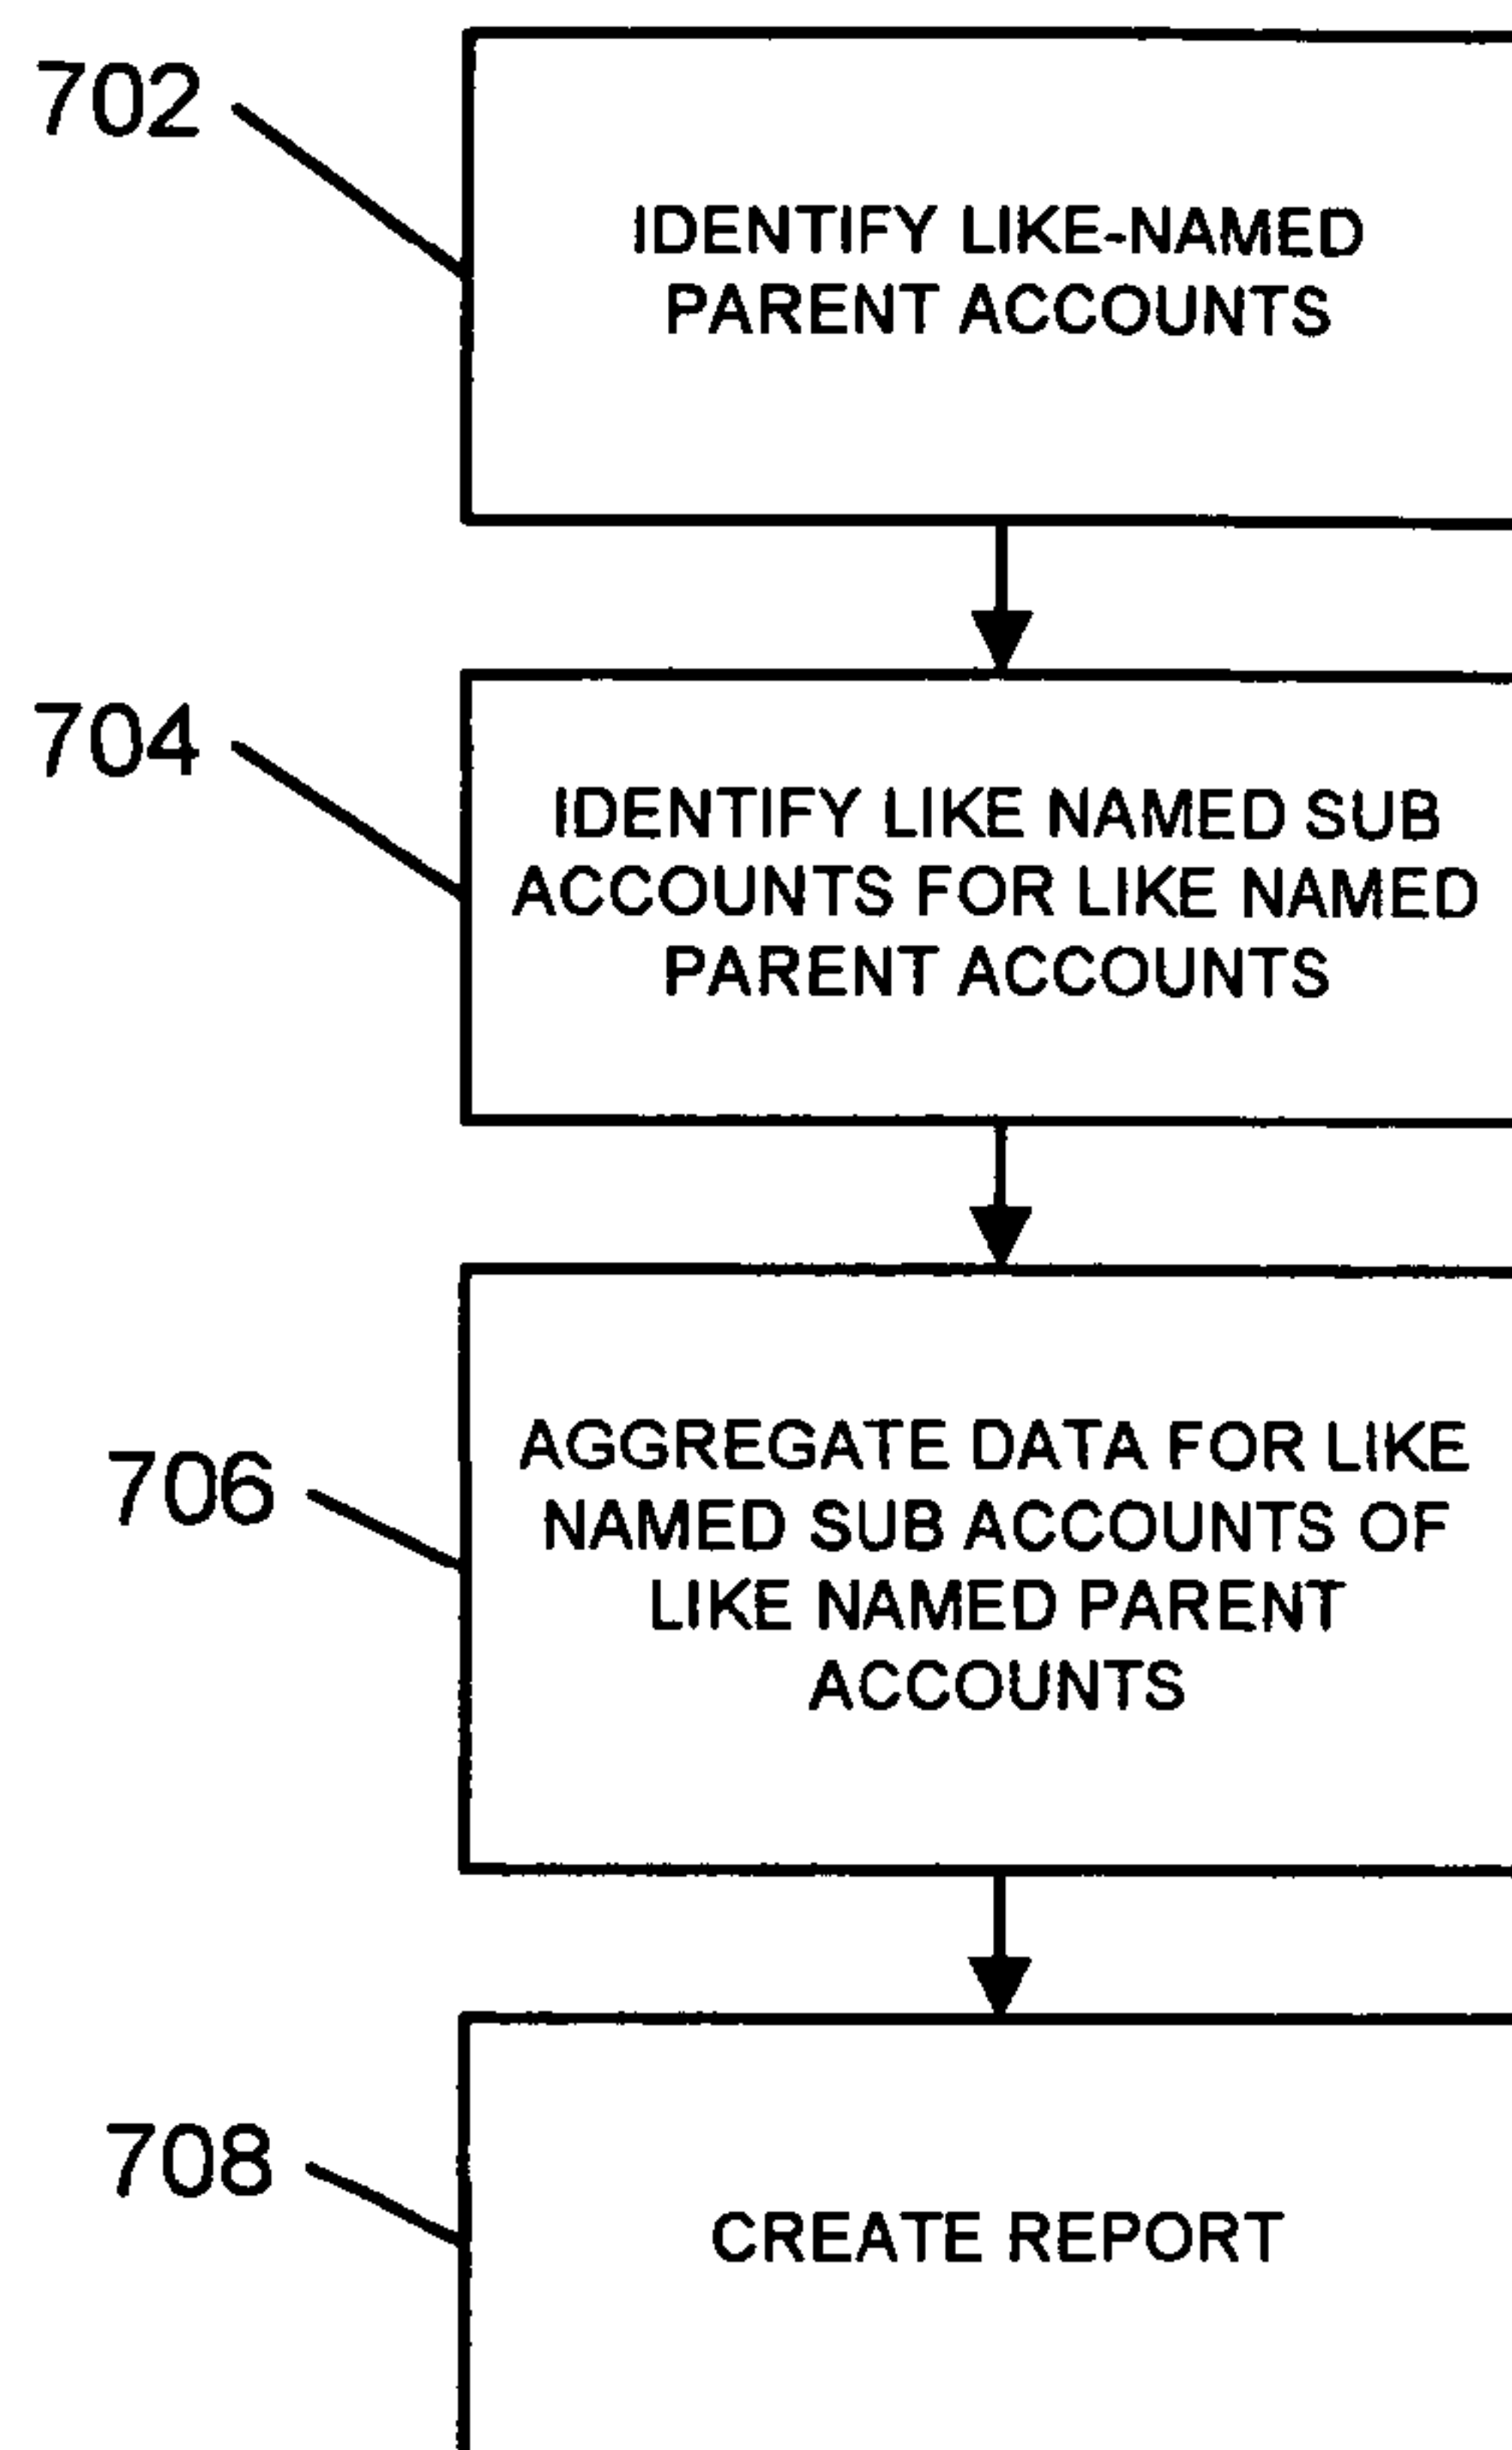 702
IDENTIFY LIKE-NAMED
PARENT ACCOUNTS
704
IDENTIFY LIKE NAMED SUB
ACCOUNTS FOR LIKE NAMED
PARENT ACCOUNTS
706
AGGREGATE DATA FOR LIKE
NAMED SUB ACCOUNTS OF
LIKE NAMED PARENT
ACCOUNTS
708
CREATE REPORT